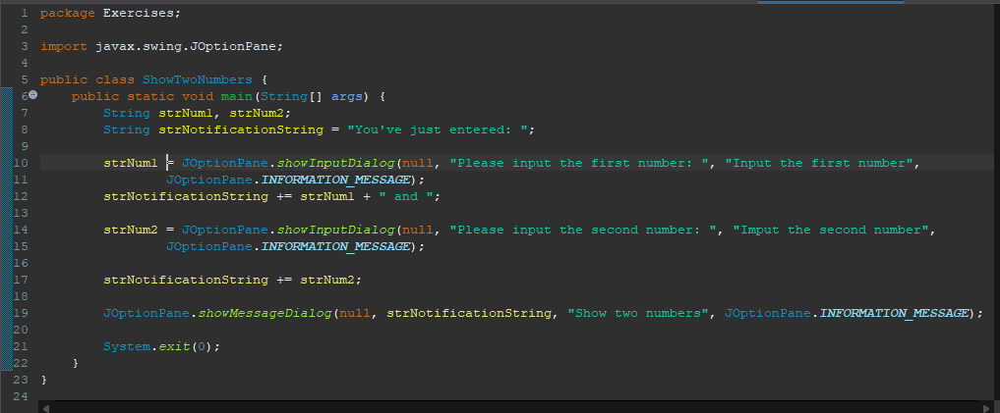 1 package Exercises;
2
3 import javax.swing.JOptionPane;
4
5 public class ShowTwoNumbers {
6 public static void main(String[] args) {
7 String strNum1, strNum2;
8 String strNotificationString = "You've just entered: ";
9
10 strNum1 = JOptionPane.showInputDialog(null, "Please input the first number: ", "Input the first number",
11 JOptionPane.INFORMATION_MESSAGE);
12 strNotificationString += strNum1 + " and ";
13
14 strNum2 = JOptionPane.showInputDialog(null, "Please input the second number: ", "Imput the second number",
15 JOptionPane.INFORMATION_MESSAGE);
16
17 strNotificationString += strNum2;
18
19 JOptionPane.showMessageDialog(null, strNotificationString, "Show two numbers", JOptionPane.INFORMATION_MESSAGE);
20
21 System.exit(0);
22 }
23 }
24